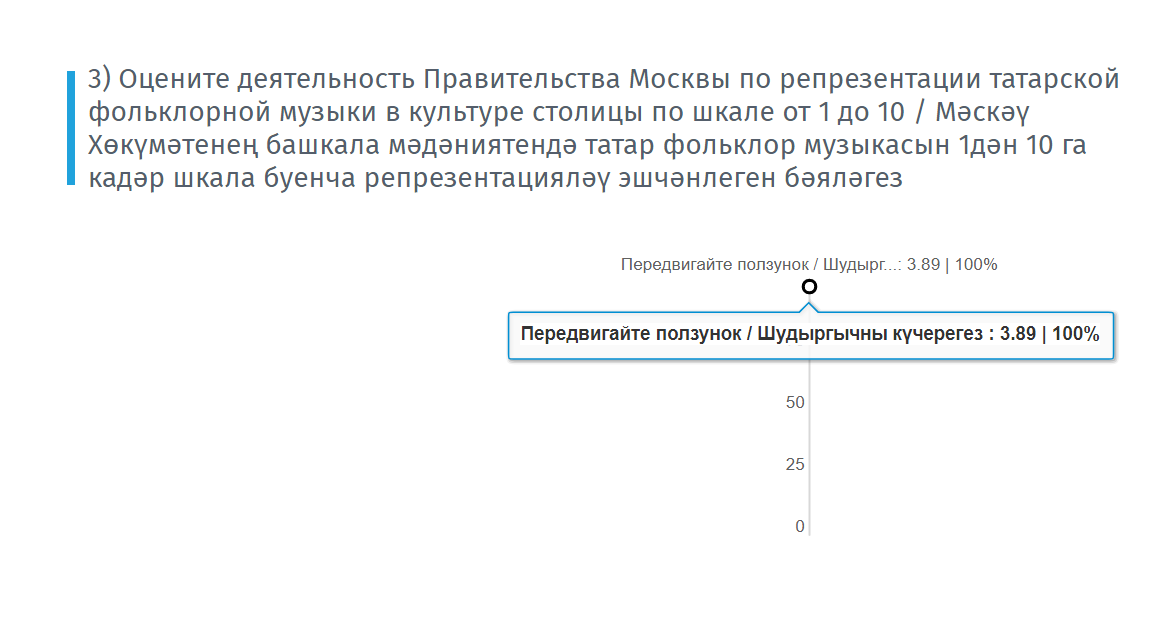 3) Оцените деятельность Правительства Москвы по репрезентации татарской
фольклорной музыки в культуре столицы по шкале от 1 до 10 / Мәскәү
Хөкүмәтенең башкала мәдәниятендә татар фольклор музыкасын 1дән 10 га
кадәр шкала буенча репрезентацияләү эшчәнлеген бәяләгез
Передвигайте ползунок / Шудырг...: 3.89 | 100%
Передвигайте ползунок / Шудыргычны күчерегез : 3.89 | 100%
50
25
0